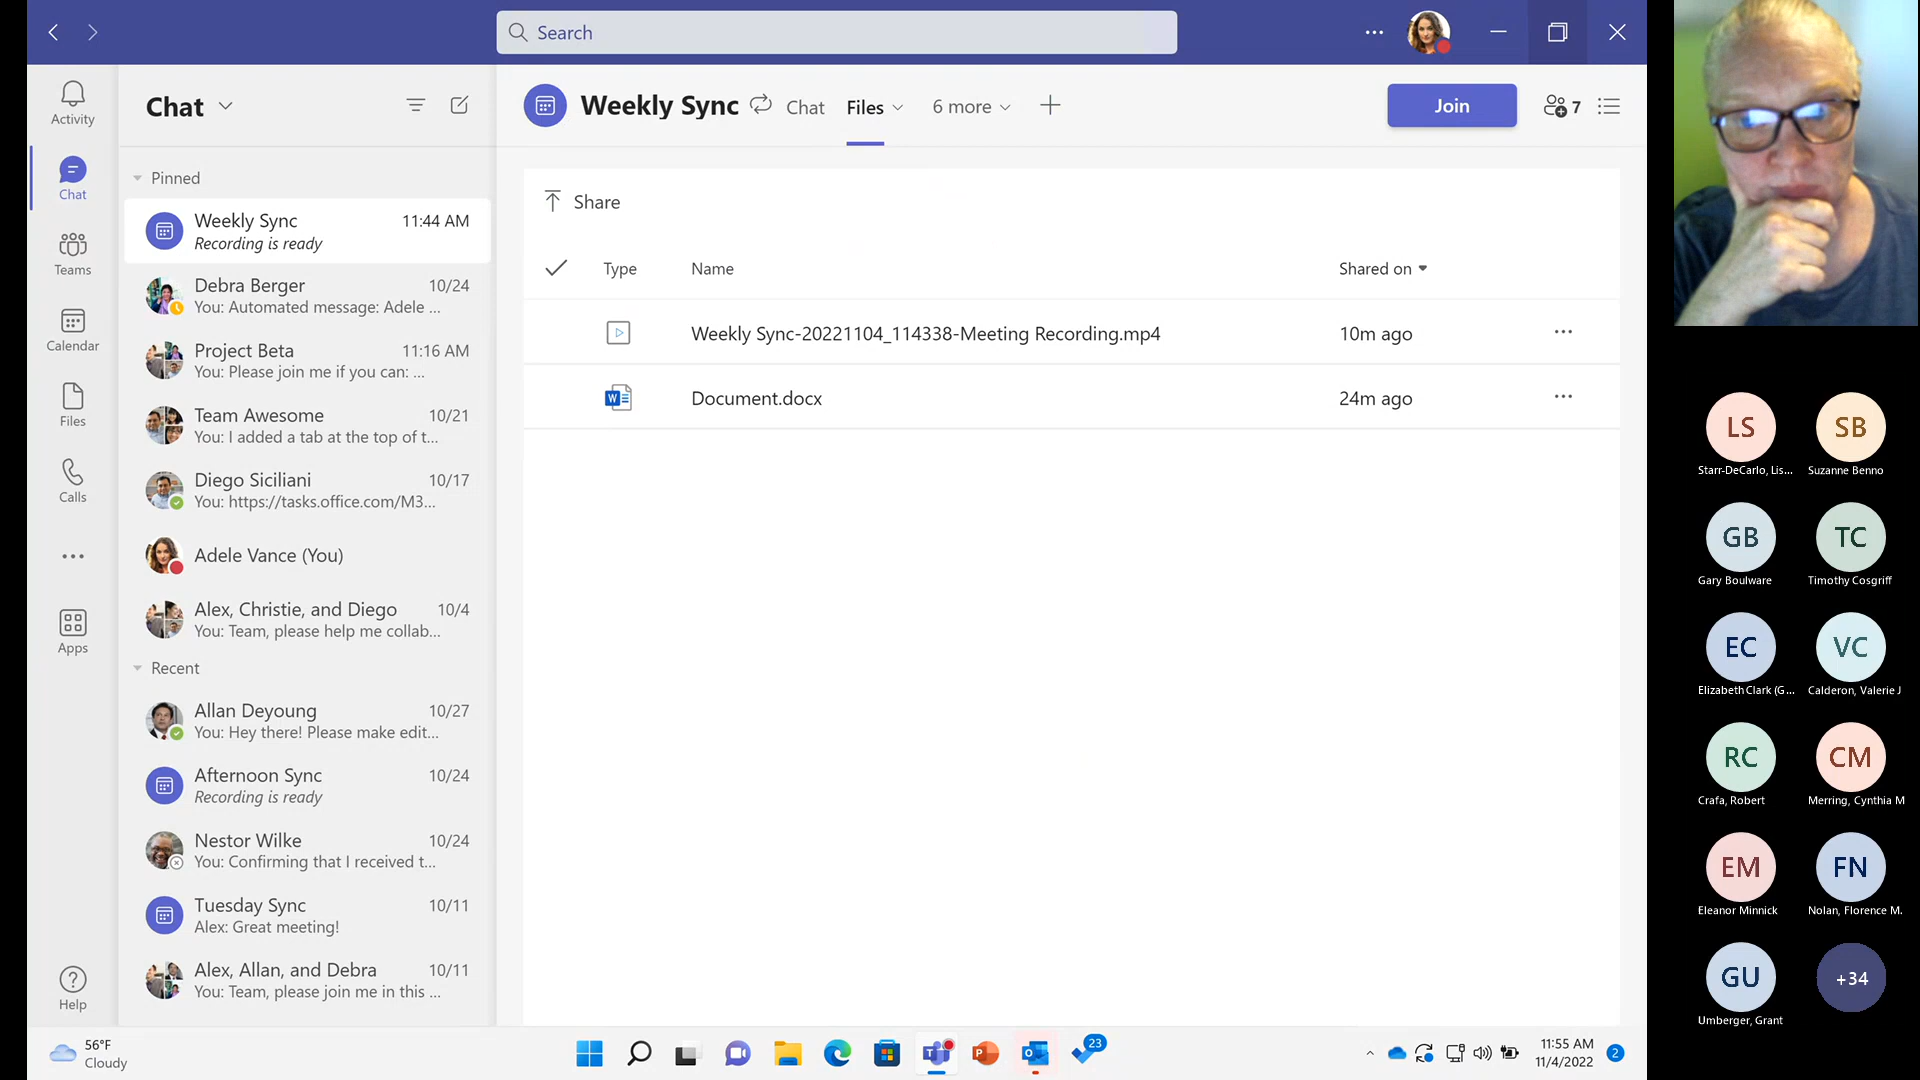 Search
Activity
Chat
Teams
Calendar
Files
Calls
Apps
Help
Chat
Pinned
Weekly Sync 11:44 AM
Recording is ready
Debra Berger 10/24
You: Automated message: Adele ...
Project Beta 11:16 AM
You: Please join me if you can: ...
Team Awesome 10/21
You: I added a tab at the top of t...
Diego Siciliani 10/17
You: https://tasks.office.com/M3...
Adele Vance (You)
Alex, Christie, and Diego 10/4
You: Team, please help me collab...
Recent
Allan Deyoung 10/27
You: Hey there! Please make edit...
Afternoon Sync 10/24
Recording is ready
Nestor Wilke 10/24
You: Confirming that I received t...
Tuesday Sync 10/11
Alex: Great meeting!
Alex, Allan, and Debra 10/11
You: Team, please join me in this ...
Weekly Sync Chat Files 6 more Join 7
Share
Type Name Shared on
Weekly Sync-20221104_114338-Meeting Recording.mp4 10m ago
W Document.docx 24m ago
LS SB
Starr-DeCarlo, Lis... Suzanne Benno
GB TC
Gary Boulware Timothy Cosgriff
EC VC
Elizabeth Clark (G... Calderon, Valerie J
RC CM
Crafa, Robert Merring, Cynthia M
EM FN
Eleanor Minnick Nolan, Florence M.
GU +34
Umberger, Grant
56°F
Cloudy
23
11:55 AM
11/4/2022
2